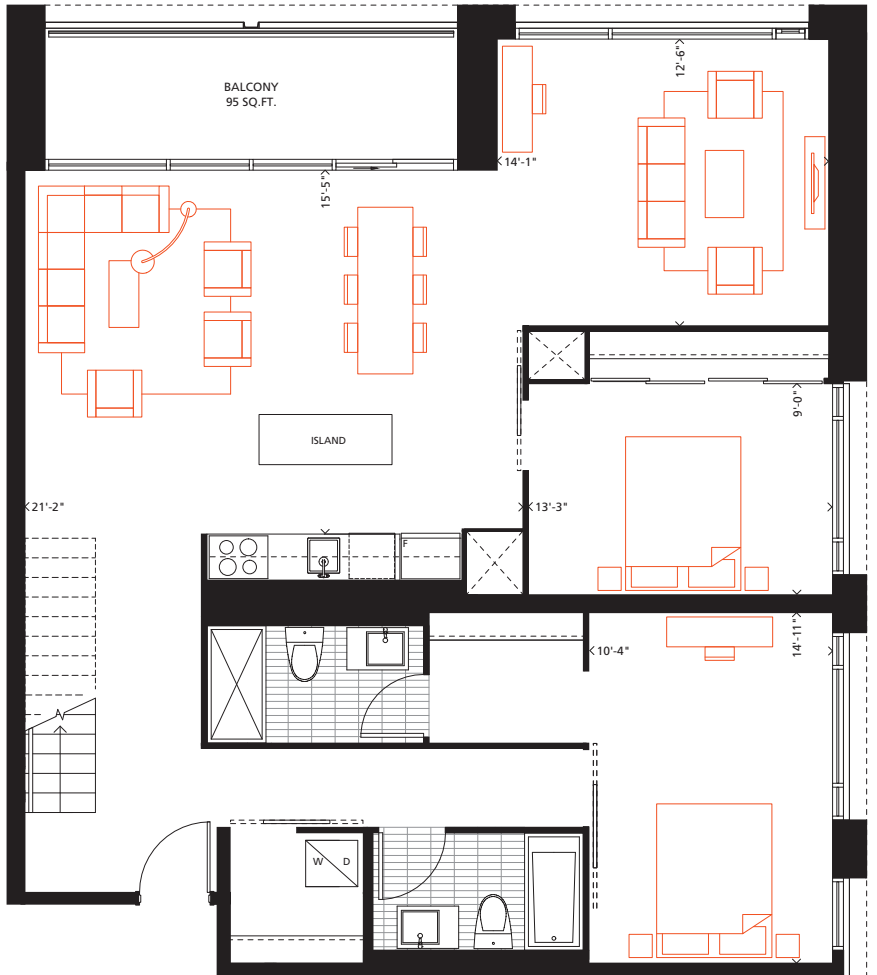 BALCONY
95 SQ.FT.
12'-6"
14'-1"
15'-5"
9'-0"
ISLAND
21'-2"
13'-3"
F
14'-11"
10'-4"
W D